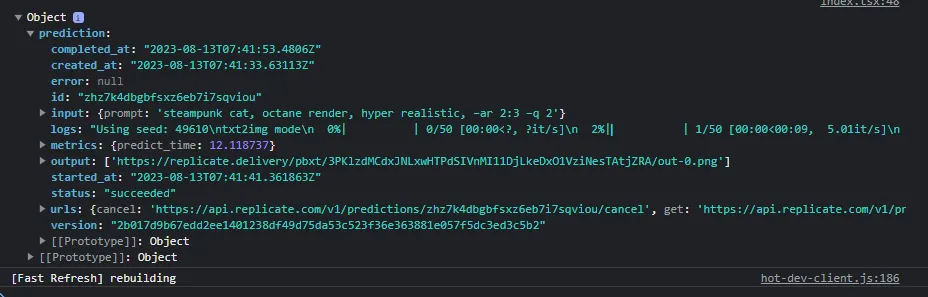 index.tsx:48
Object i
prediction:
completed_at: "2023-08-13T07:41:53.4806Z"
created_at: "2023-08-13T07:41:33.63113Z"
error: null
id: "zhz7k4dbgbfsxz6eb7i7sqviou"
input: {prompt: 'steampunk cat, octane render, hyper realistic, —ar 2:3 —q 2'}
logs: "Using seed: 49610\ntxt2img mode\n  0%|          | 0/50 [00:00<?, ?it/s]\n  2%|▏         | 1/50 [00:00<00:09,  5.01it/s]\n
metrics: {predict_time: 12.118737}
output: ['https://replicate.delivery/pbxt/3PKlzdMCdxJNLxwHTPdSIVnMI11DjLkeDxO1VziNesTAtjZRA/out-0.png']
started_at: "2023-08-13T07:41:41.361863Z"
status: "succeeded"
urls: {cancel: 'https://api.replicate.com/v1/predictions/zhz7k4dbgbfsxz6eb7i7sqviou/cancel', get: 'https://api.replicate.com/v1/pr
version: "2b017d9b67edd2ee1401238df49d75da53c523f36e363881e057f5dc3ed3c5b2"
[[Prototype]]: Object
[[Prototype]]: Object
[Fast Refresh] rebuilding hot-dev-client.js:186